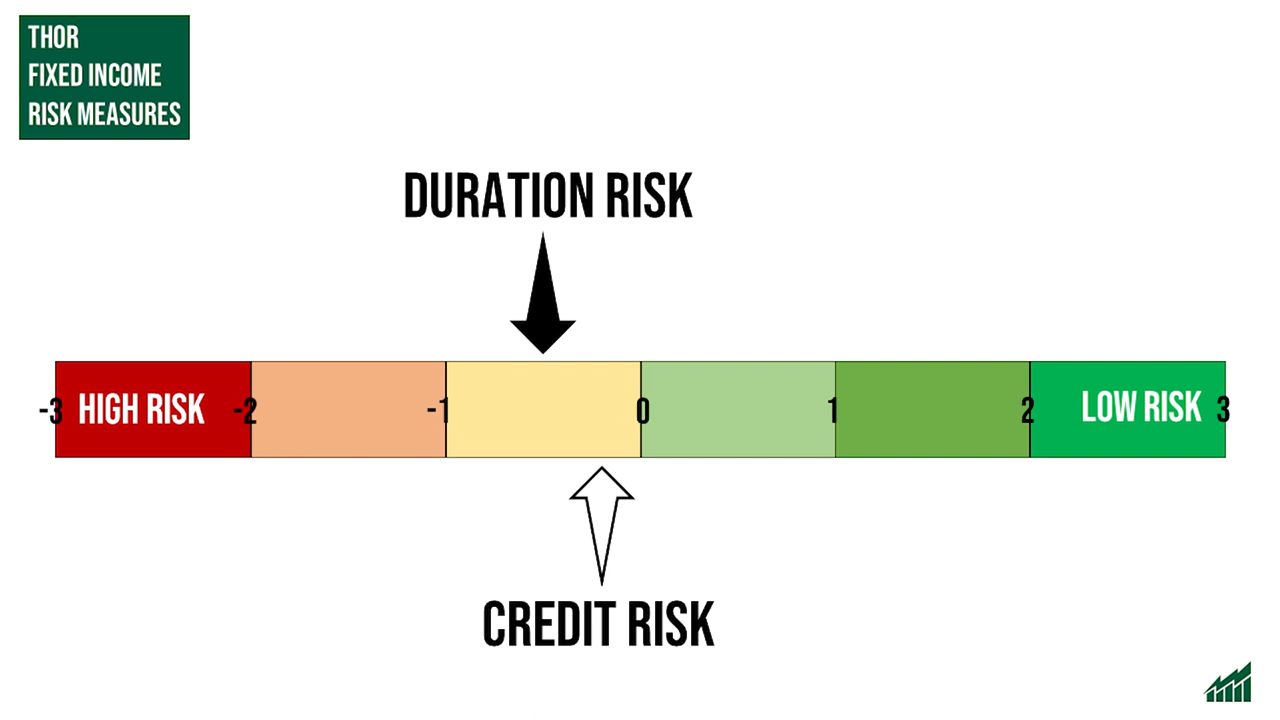 THOR
FIXED INCOME
RISK MEASURES
DURATION RISK
-3 HIGH RISK -2 -1 0 1 2 LOW RISK 3
CREDIT RISK